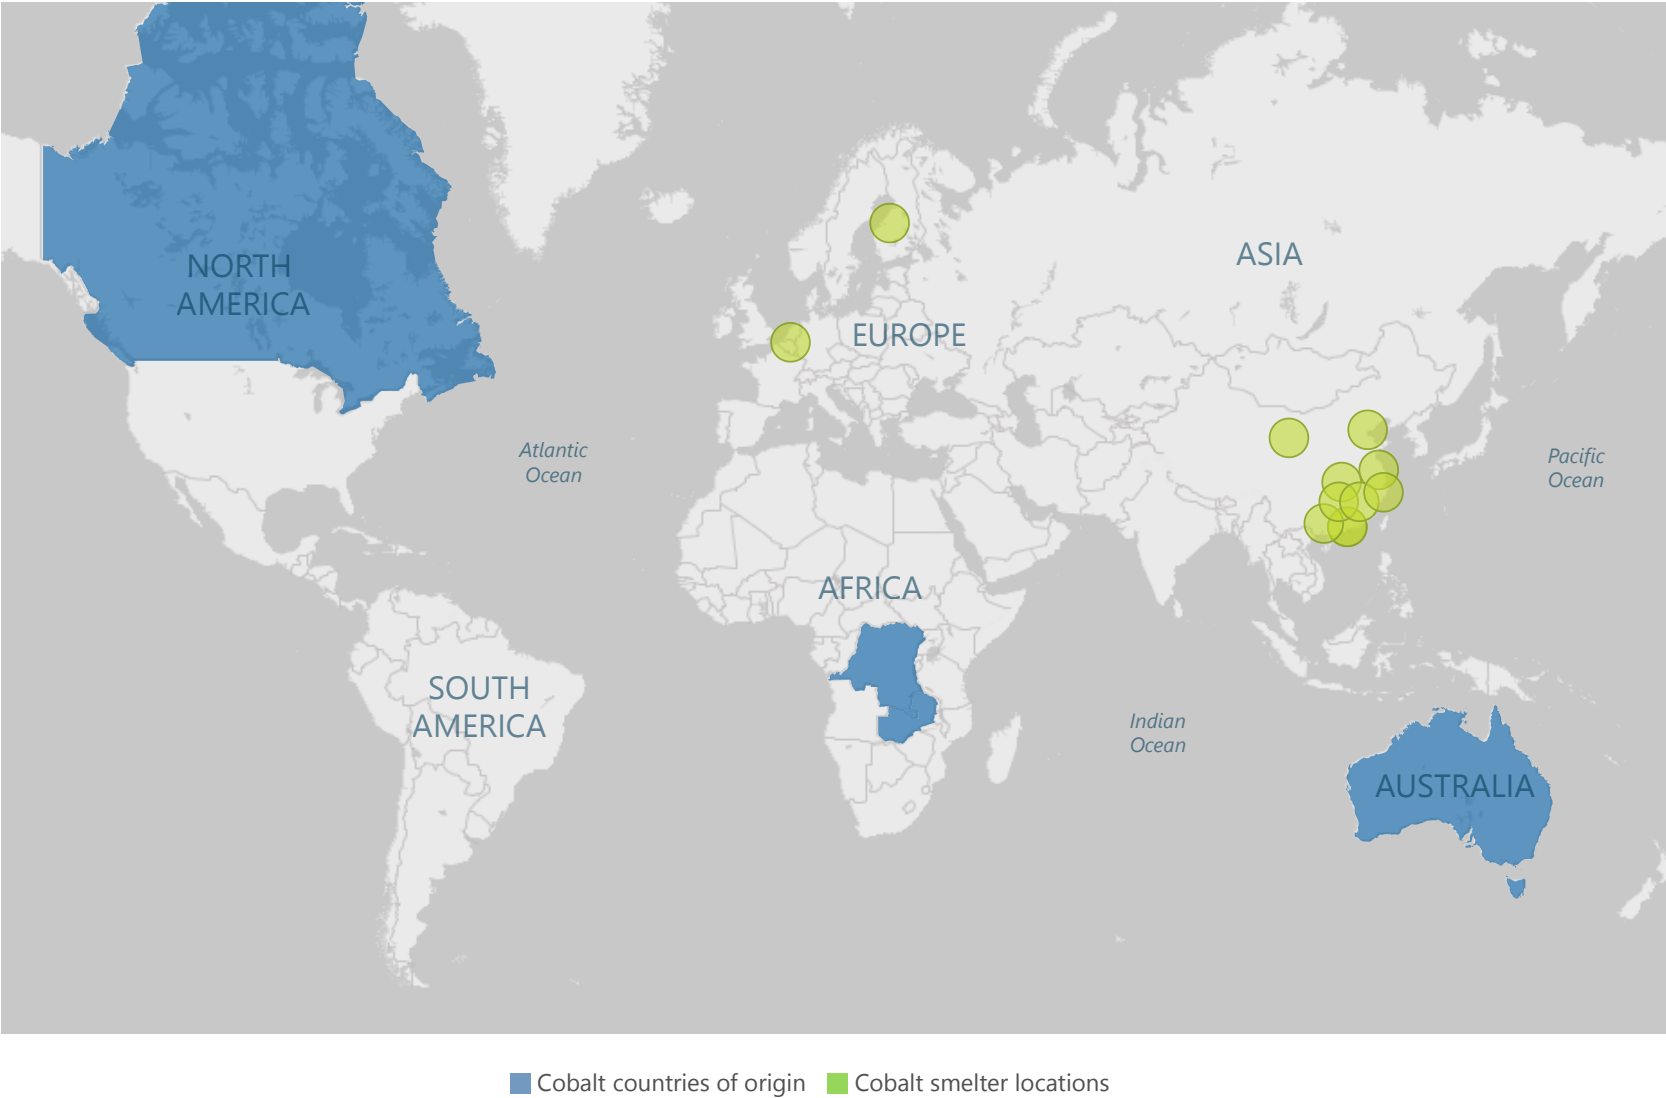 NORTH
AMERICA
ASIA
EUROPE
Atlantic
Ocean
Pacific
Ocean
AFRICA
SOUTH
AMERICA
Indian
Ocean
AUSTRALIA
Cobalt countries of origin
Cobalt smelter locations